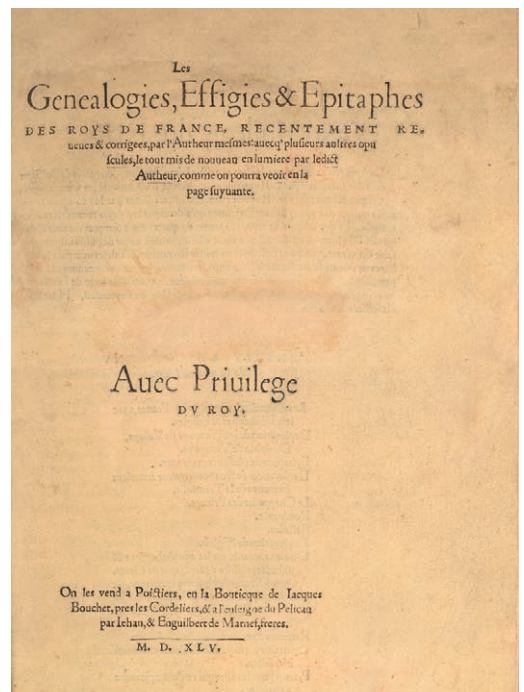 Les
Genealogies, Effigies & Epitaphes
DES ROYS DE FRANCE, RECENTEMENT RE,
ueues & corrigees, par l'Autheur mesmes: auecq' plusieurs aultres opu
scules, le tout mis de nouueau en lumiere par ledict
Autheur, comme on pourra veoir en la
page suyuante.
Auec Priuilege
DV ROY.
On les vend a Poictiers, en la Bouticque de Iacques
Bouchet, pres les Cordeliers, & a l'enseigne du Pelican
par Iehan, & Enguilbert de Marnef, freres.
M. D. XLV.